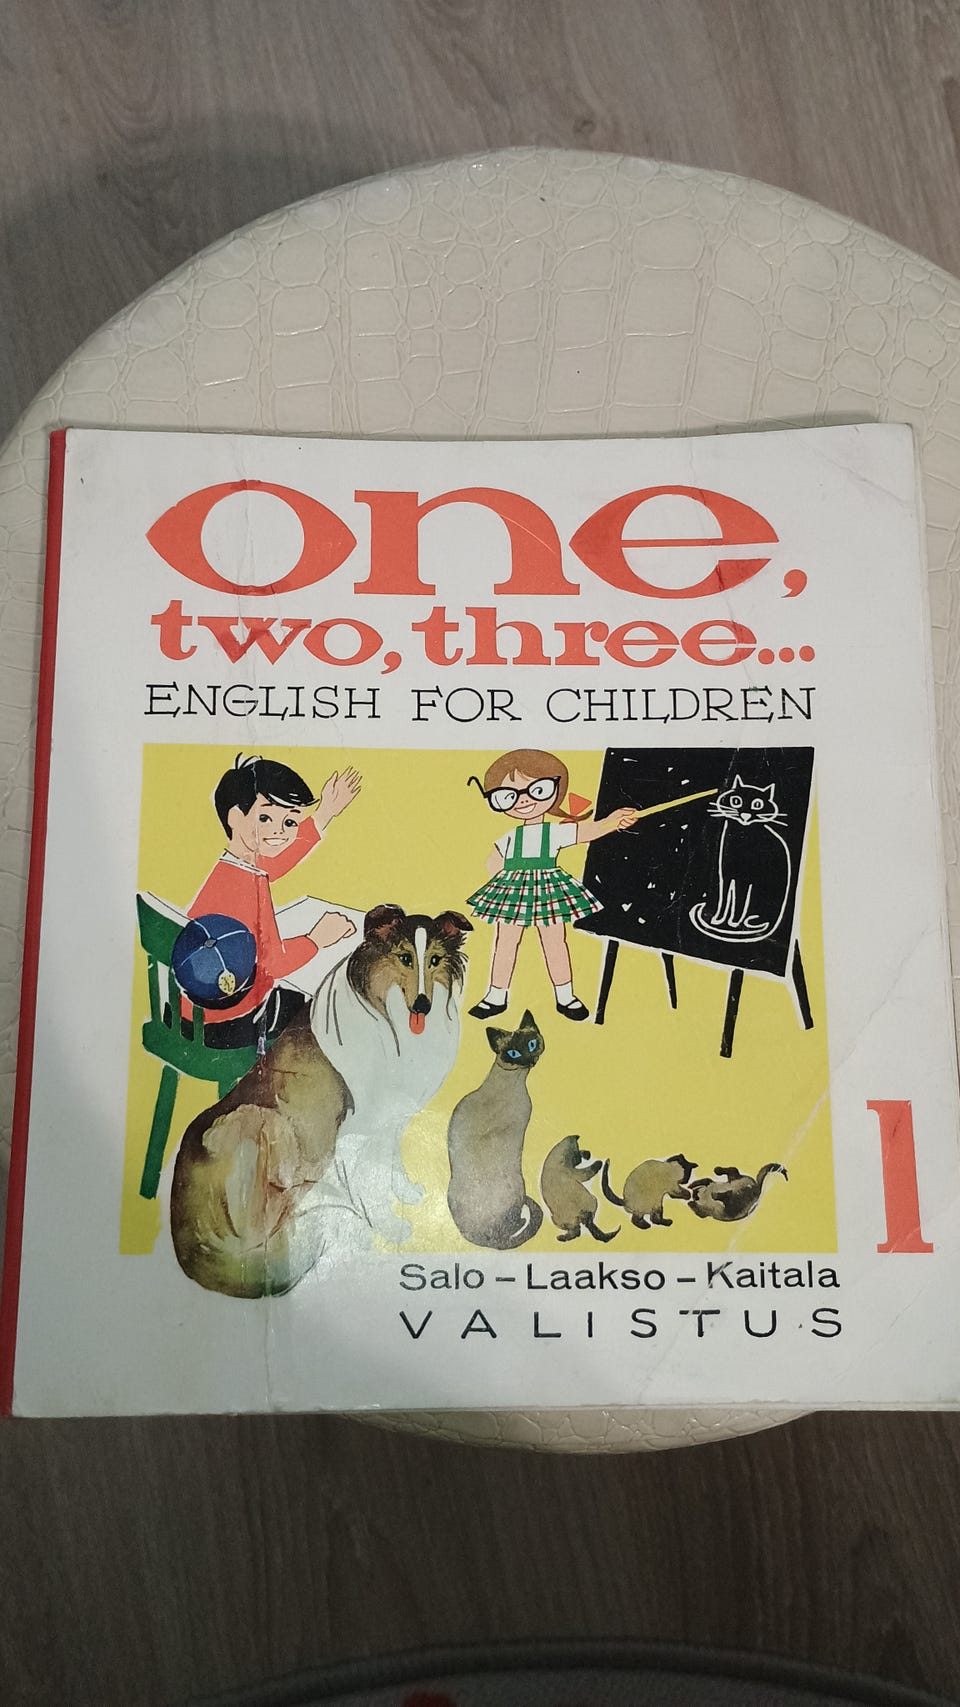 one,
two, three...
ENGLISH FOR CHILDREN
1
Salo – Laakso – Kaitala
VALISTUS